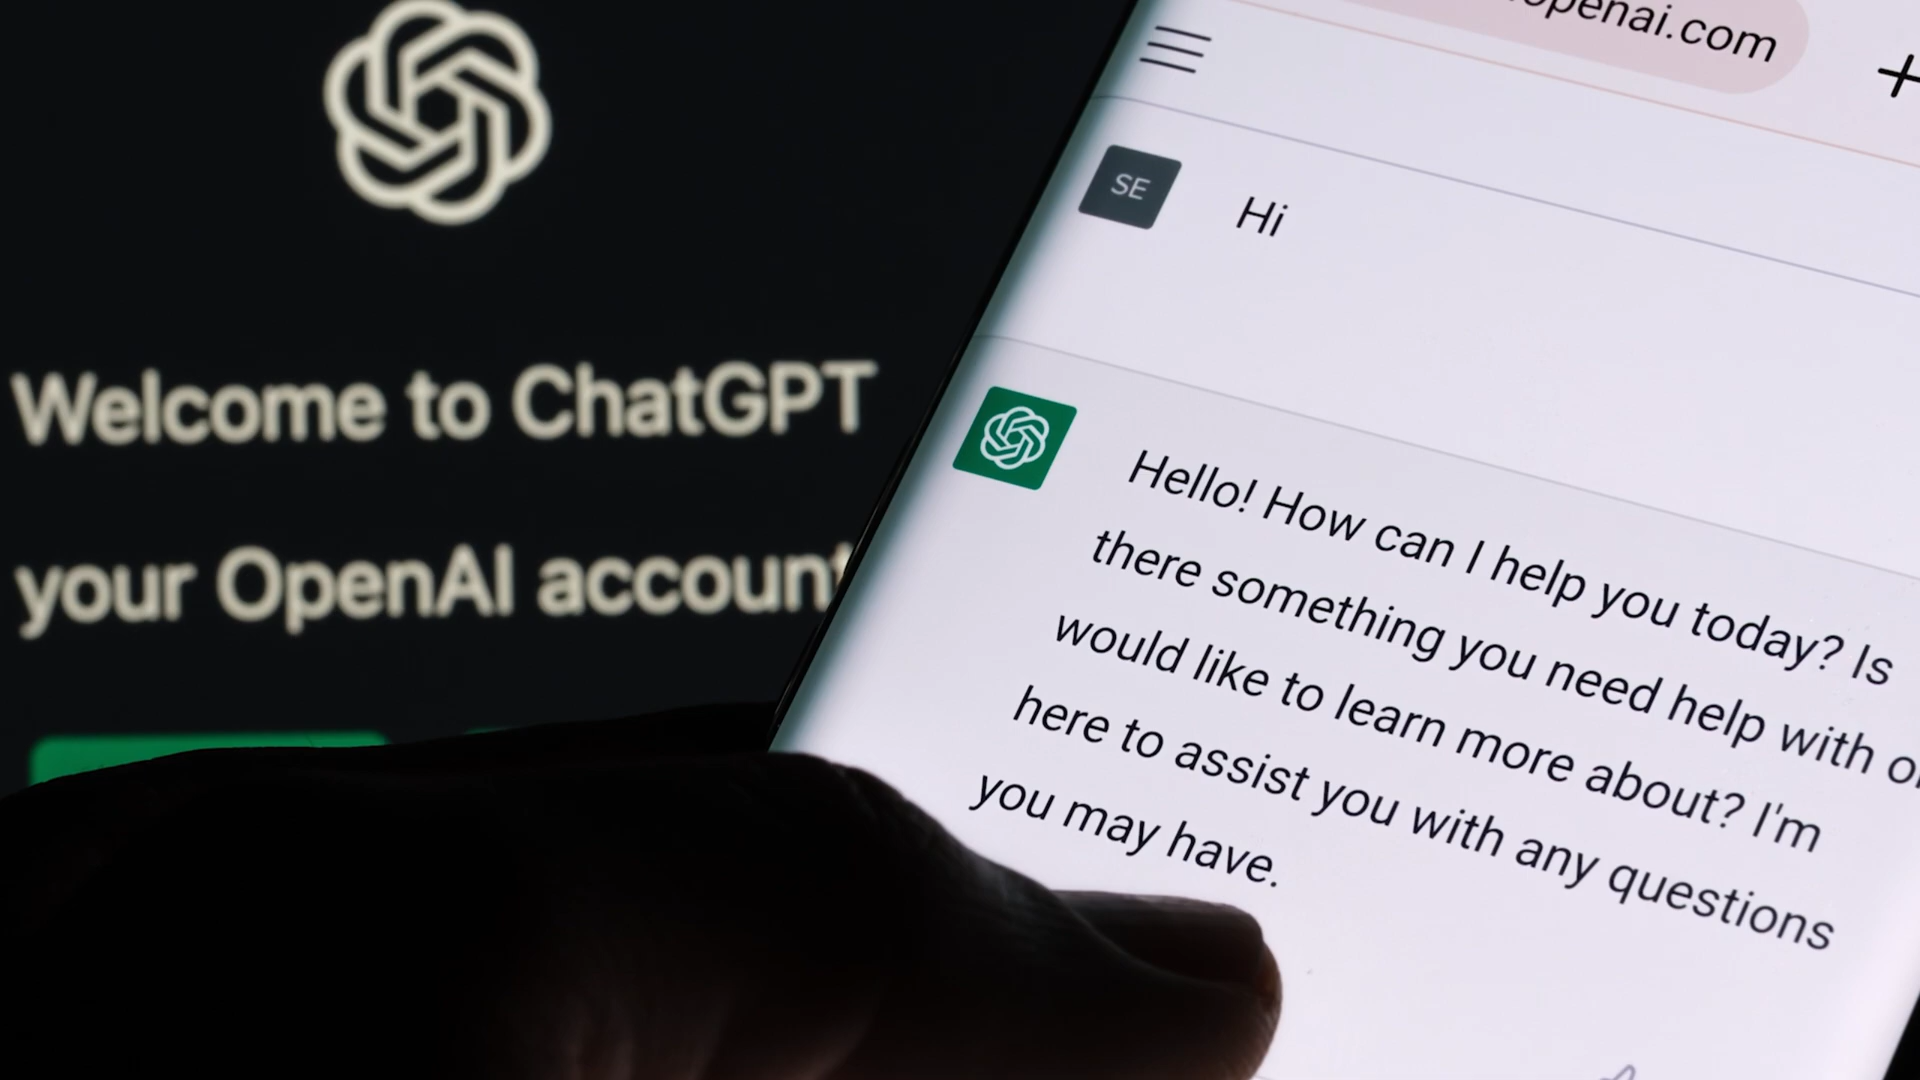 Welcome to ChatGPT
your OpenAI account
openai.com
SE
Hi
Hello! How can I help you today? Is
there something you need help with
would like to learn more about? I'm
here to assist you with any questions
you may have.